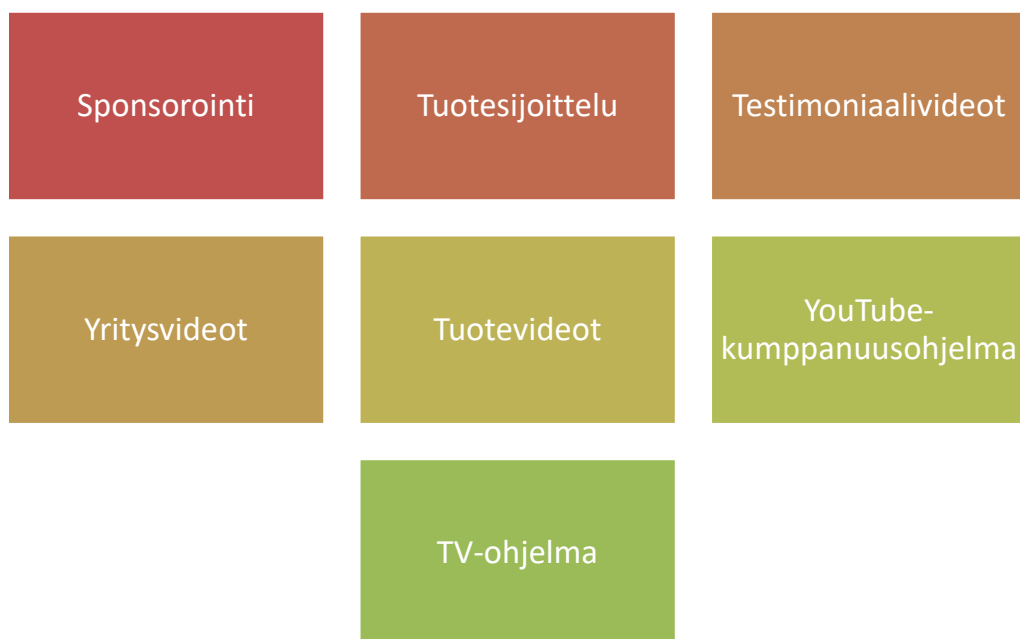 Sponsorointi
Tuotesijoittelu
Testimoniaalivideot
Yritysvideot
Tuotevideot
YouTube-
kumppanuusohjelma
TV-ohjelma